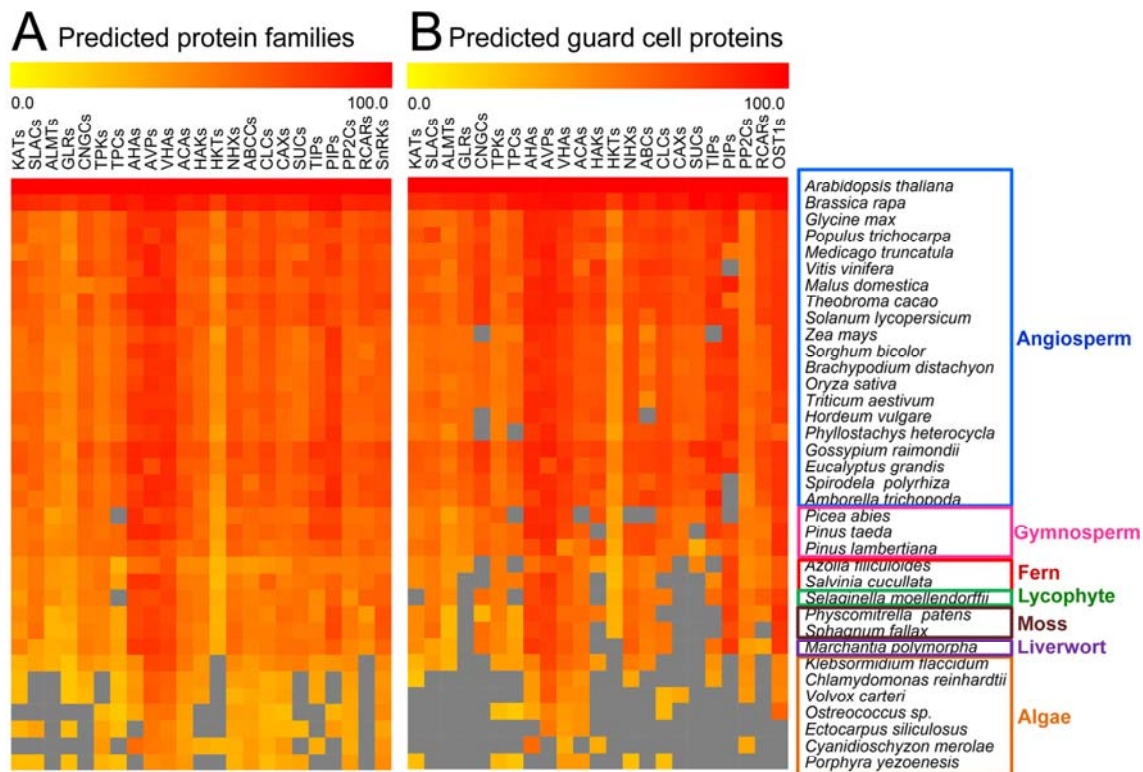 A Predicted protein families
0.0 100.0
KATs SLACs ALMTs GLRs CNGCs TPKs TPCs AHAs AVPs VHAs ACAs HAKs HKTs NHXs ABCCs CLCs CAXs SUCs TIPs PIPs PP2Cs RCARs SnRKs
B Predicted guard cell proteins
0.0 100.0
KATs SLACs ALMTs GLRs CNGCs TPKs TPCs AHAs AVPs VHAs ACAs HAKs HKTs NHXs ABCs CLCs CAXs SUCs TIPs PIPs PP2Cs RCARs OST1s
Arabidopsis thaliana
Brassica rapa
Glycine max
Populus trichocarpa
Medicago truncatula
Vitis vinifera
Malus domestica
Theobroma cacao
Solanum lycopersicum
Zea mays
Sorghum bicolor
Brachypodium distachyon
Oryza sativa
Triticum aestivum
Hordeum vulgare
Phyllostachys heterocycla
Gossypium raimondii
Eucalyptus grandis
Spirodela polyrhiza
Amborella trichopoda
Angiosperm
Picea abies
Pinus taeda
Pinus lambertiana
Gymnosperm
Azolla filiculoides
Salvinia cucullata
Fern
Selaginella moellendorffii
Lycophyte
Physcomitrella patens
Sphagnum fallax
Moss
Marchantia polymorpha
Liverwort
Klebsormidium flaccidum
Chlamydomonas reinhardtii
Volvox carteri
Ostreococcus sp.
Ectocarpus siliculosus
Cyanidioschyzon merolae
Porphyra yezoenesis
Algae